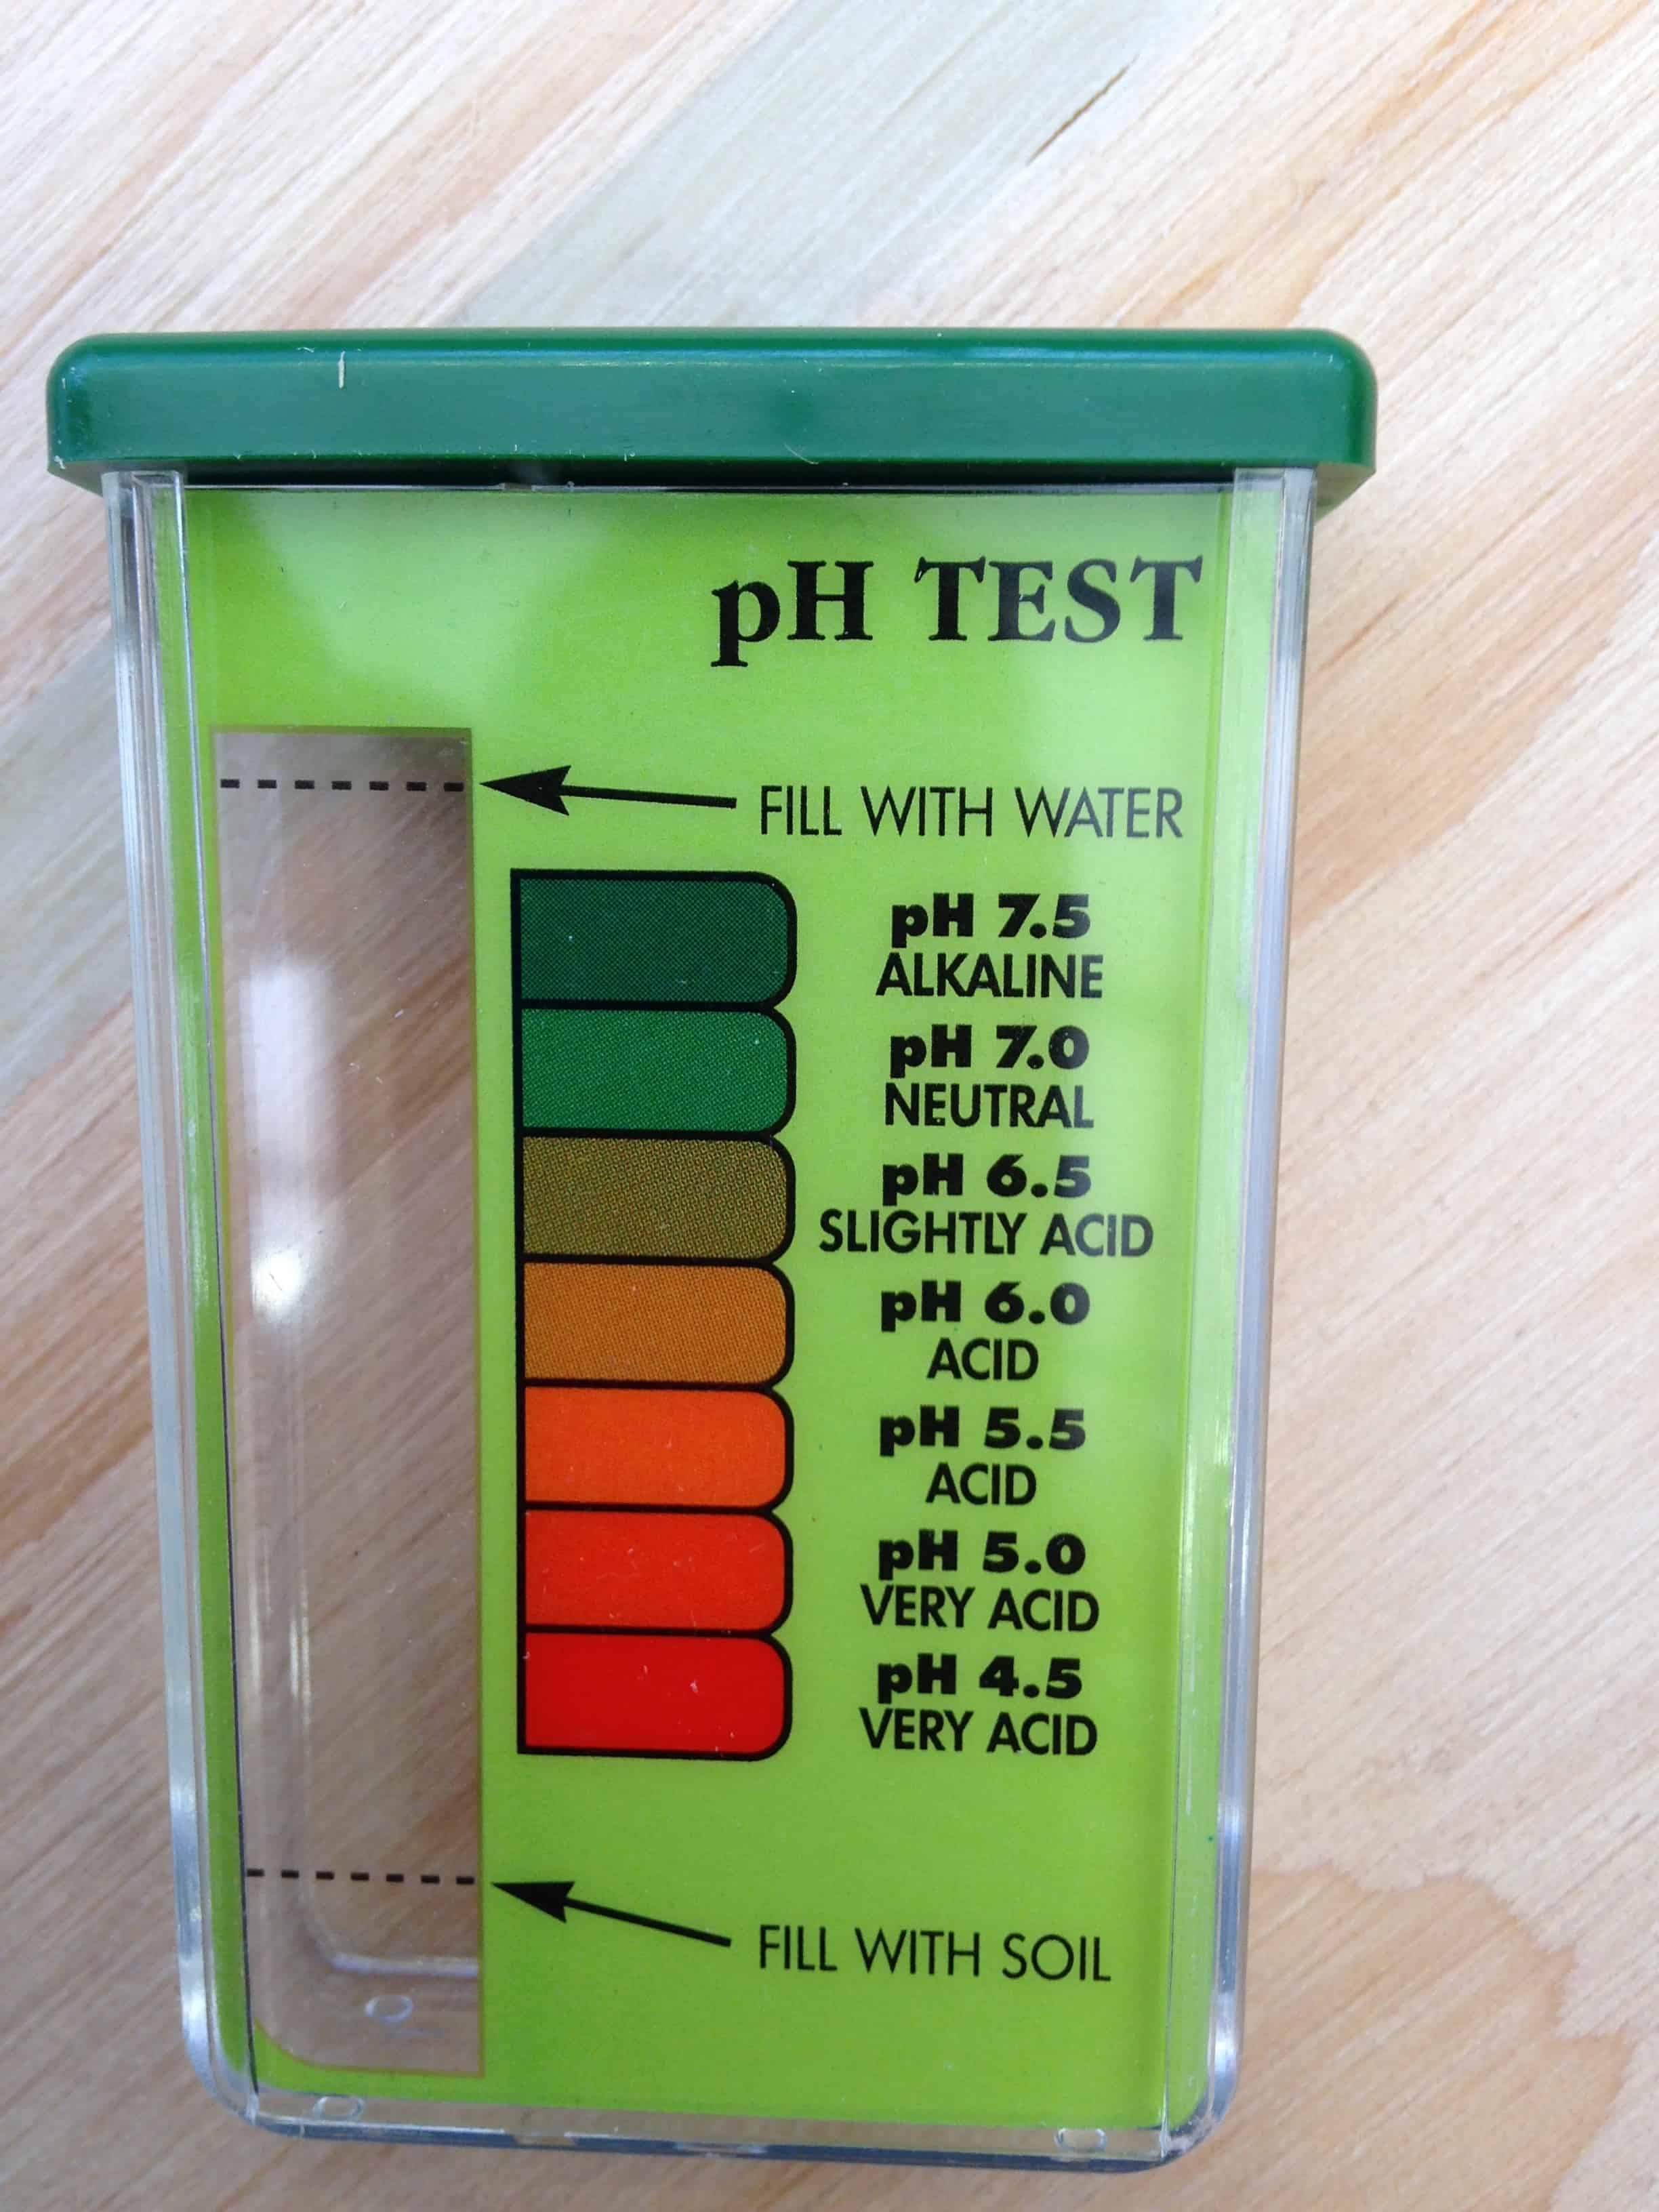 pH TEST
FILL WITH WATER
pH 7.5
ALKALINE
pH 7.0
NEUTRAL
pH 6.5
SLIGHTLY ACID
pH 6.0
ACID
pH 5.5
ACID
pH 5.0
VERY ACID
pH 4.5
VERY ACID
FILL WITH SOIL